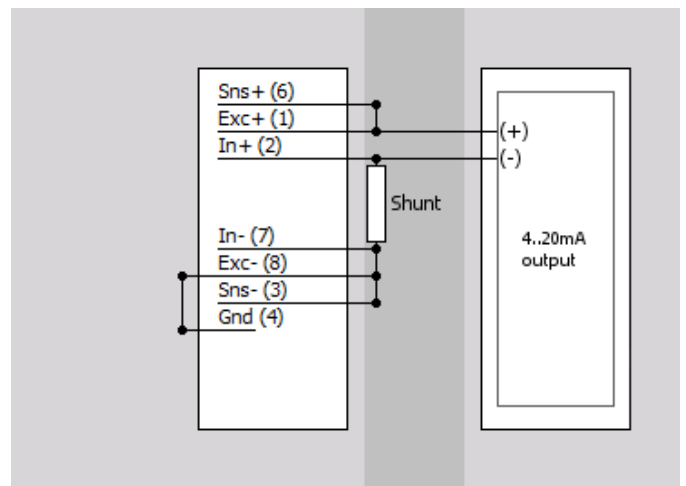 Sns+ (6)
Exc+ (1)
In+ (2)
(+)
(-)
Shunt
In- (7)
Exc- (8)
Sns- (3)
Gnd (4)
4..20mA
output